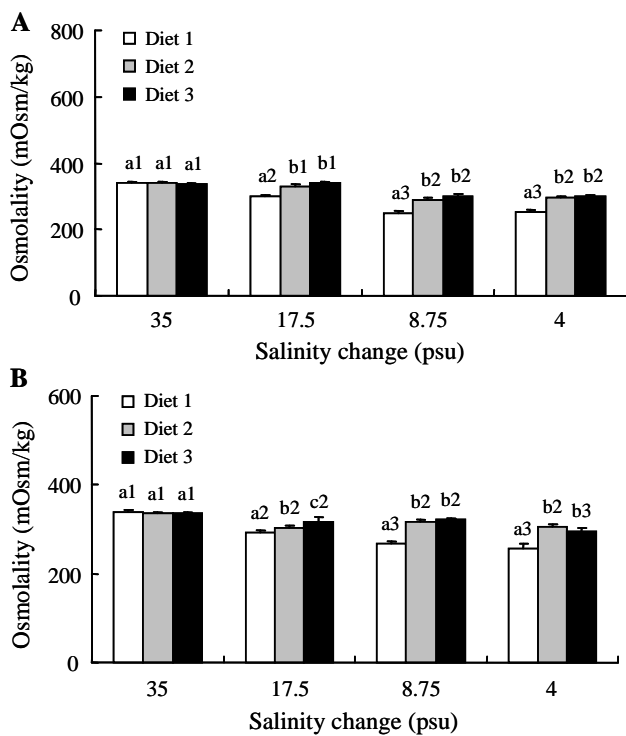 A
800
600
400
200
0
Osmolality (mOsm/kg)
Diet 1
Diet 2
Diet 3
a1 a1 a1
a2 b1 b1
a3 b2 b2
a3 b2 b2
35 17.5 8.75 4
Salinity change (psu)
B
600
400
200
0
Osmolality (mOsm/kg)
Diet 1
Diet 2
Diet 3
a1 a1 a1
a2 b2 c2
a3 b2 b2
a3 b2 b3
35 17.5 8.75 4
Salinity change (psu)